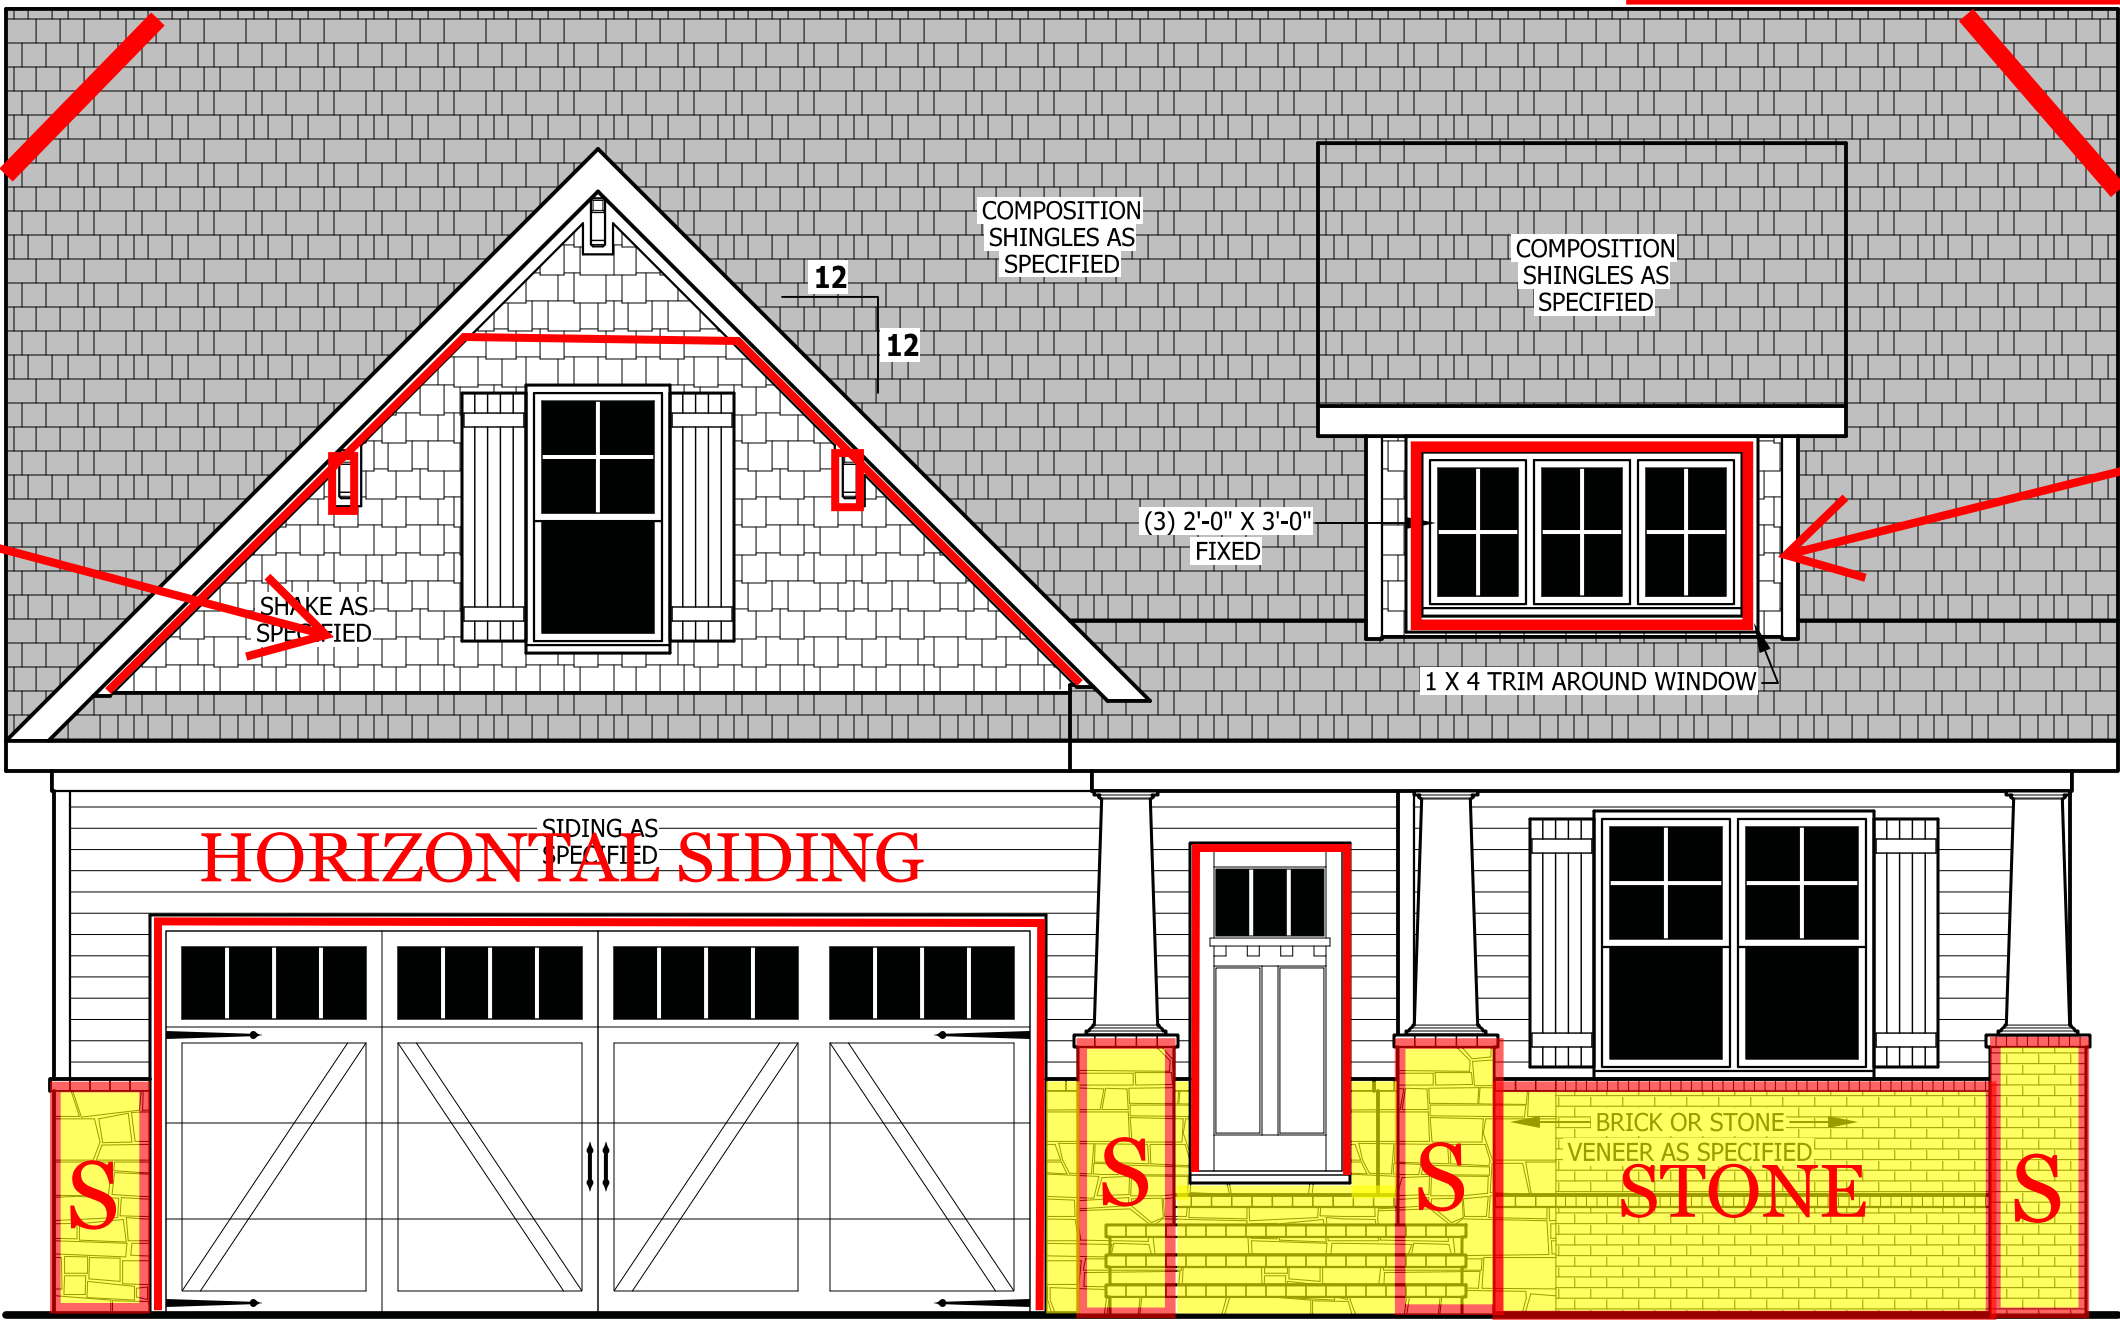 COMPOSITION
SHINGLES AS
SPECIFIED
COMPOSITION
SHINGLES AS
SPECIFIED
12
12
(3) 2'-0" X 3'-0"
FIXED
SHAKE AS
SPECIFIED
1 X 4 TRIM AROUND WINDOW
SIDING AS
SPECIFIED
HORIZONTAL SIDING
BRICK OR STONE
VENEER AS SPECIFIED
STONE
S
S
S
S